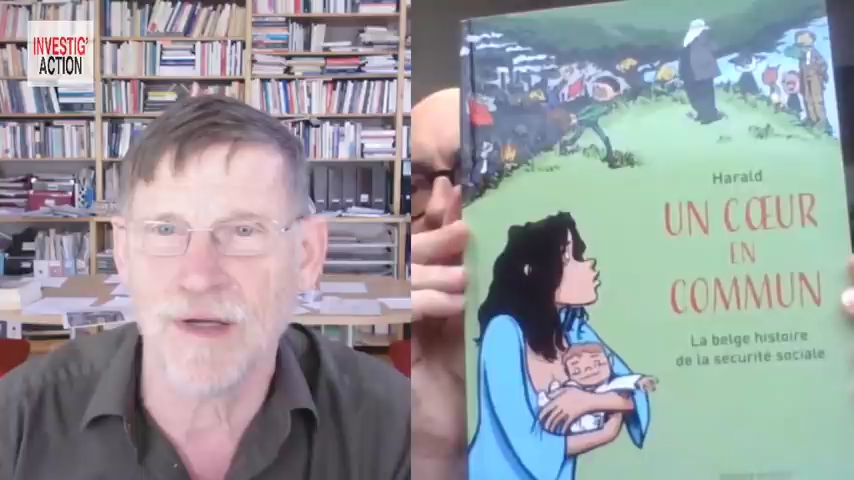 INVESTIG'
ACTION
Harald
UN CŒUR
EN
COMMUN
La belge histoire
de la sécurité sociale